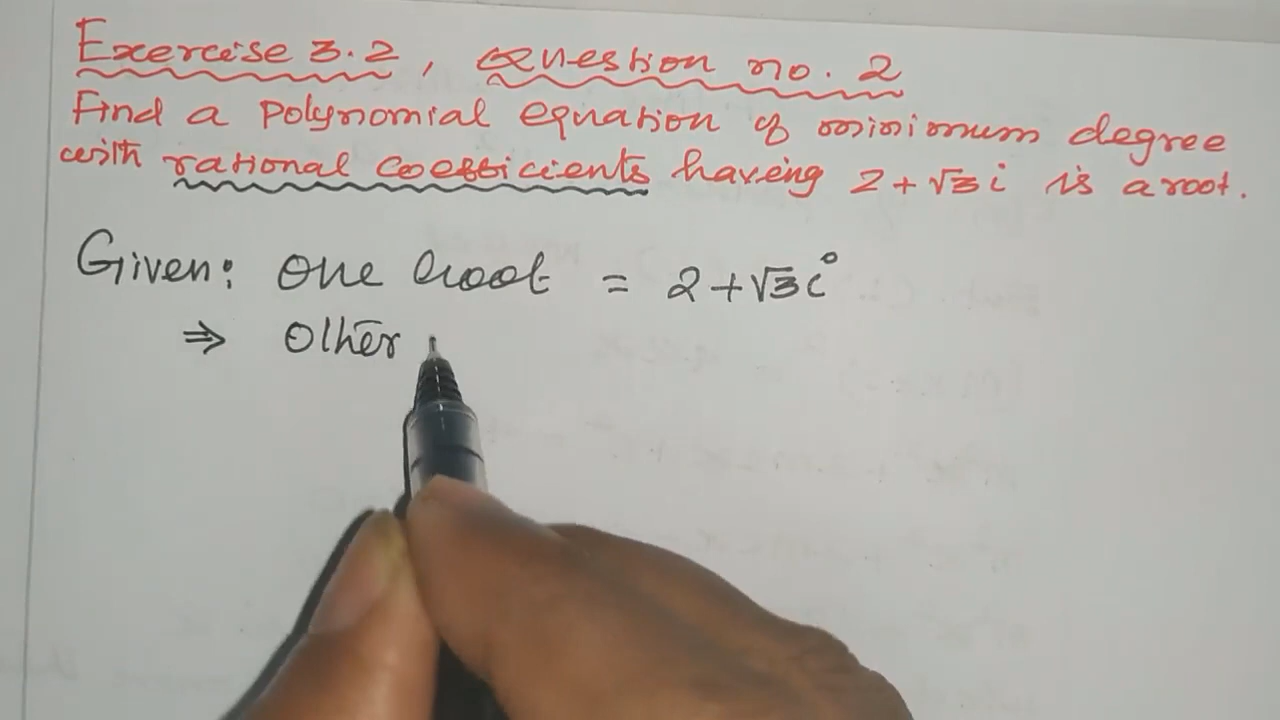 Exercise 3.2, Question no. 2
Find a polynomial equation of minimum degree
with rational coefficients having 2+√3i is a root.
Given: One root = 2+√3i
⇒ Other